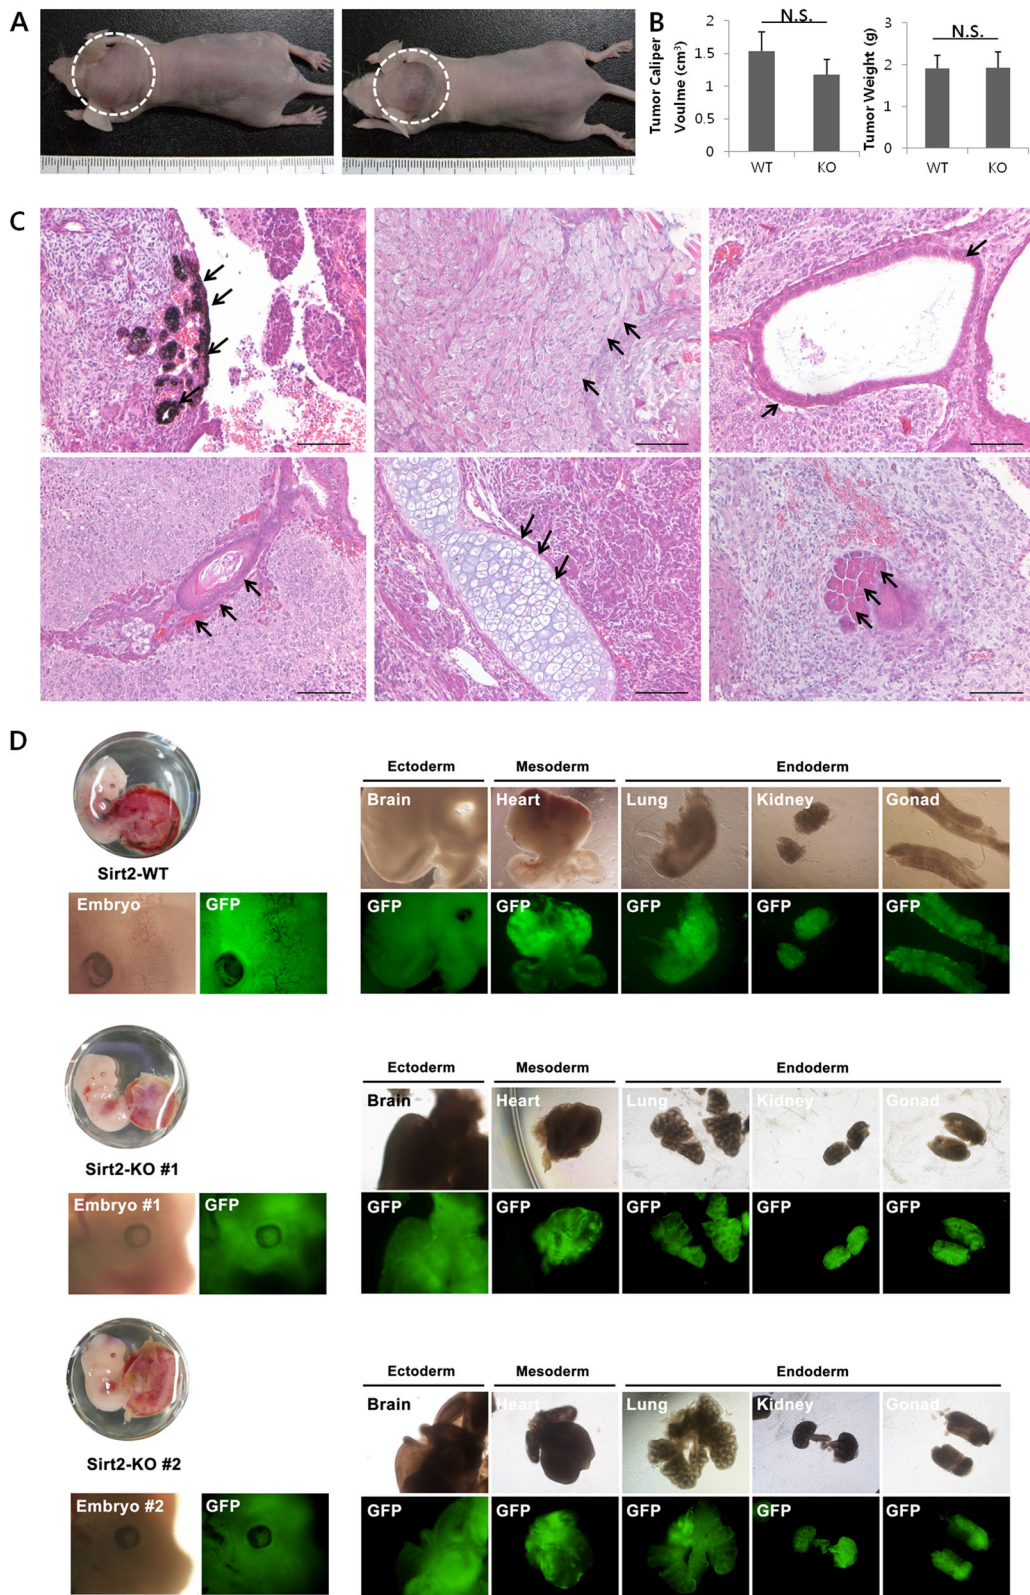 A
B
Tumor Caliper
Voulme (cm³)
2
1.5
1
0.5
0
N.S.
WT
KO
Tumor Weight (g)
3
2
1
0
N.S.
WT
KO
C
D
Sirt2-WT
Embryo
GFP
Ectoderm
Mesoderm
Endoderm
Brain
Heart
Lung
Kidney
Gonad
GFP
GFP
GFP
GFP
GFP
Sirt2-KO #1
Embryo #1
GFP
Ectoderm
Mesoderm
Endoderm
Brain
Heart
Lung
Kidney
Gonad
GFP
GFP
GFP
GFP
GFP
Sirt2-KO #2
Embryo #2
GFP
Ectoderm
Mesoderm
Endoderm
Brain
Heart
Lung
Kidney
Gonad
GFP
GFP
GFP
GFP
GFP